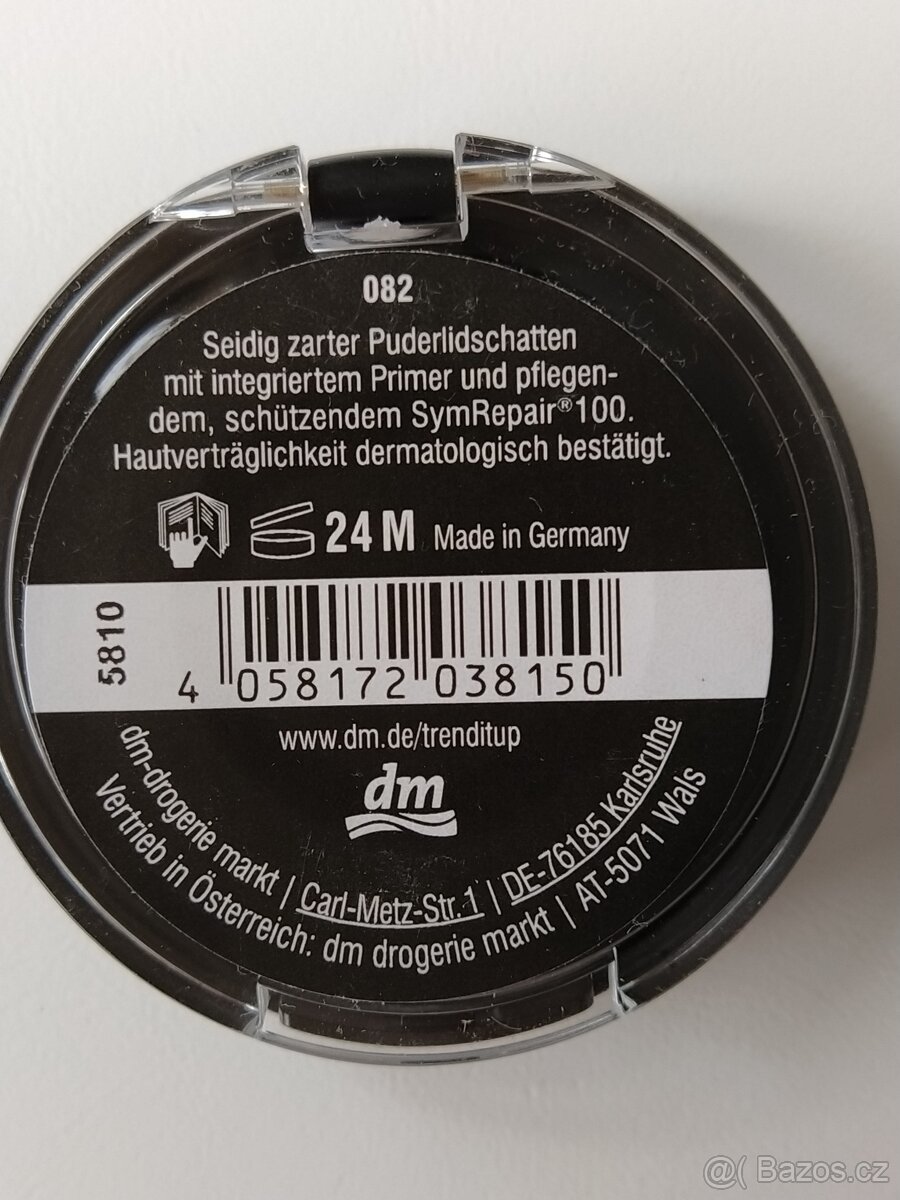 082
Seidig zarter Puderlidschatten
mit integriertem Primer und pflegen-
dem, schützendem SymRepair®100.
Hautverträglichkeit dermatologisch bestätigt.
24 M Made in Germany
5810
4 058172 038150
www.dm.de/trenditup
dm
dm-drogerie markt | Carl-Metz-Str. 1 | DE-76185 Karlsruhe
Vertrieb in Österreich: dm drogerie markt | AT-5071 Wals
@( Bazos.cz